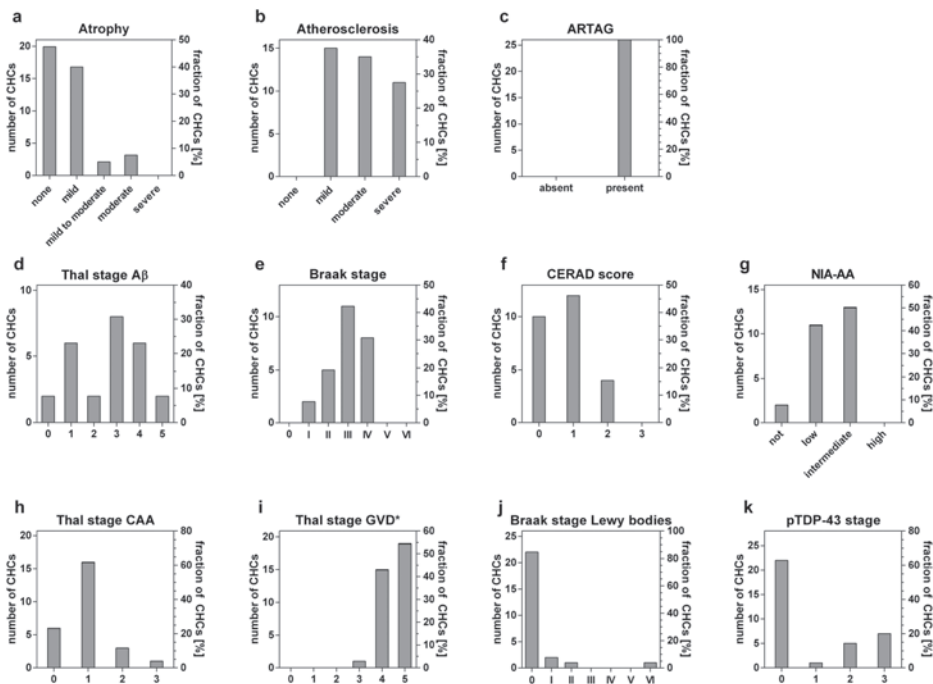 a
Atrophy
number of CHCs
20
15
10
5
0
50
40
30
20
10
0
fraction of CHCs [%]
none
mild
mild to moderate
moderate
severe
b
Atherosclerosis
number of CHCs
15
10
5
0
40
30
20
10
0
fraction of CHCs [%]
none
mild
moderate
severe
c
ARTAG
number of CHCs
25
20
15
10
5
0
100
80
60
40
20
0
fraction of CHCs [%]
absent
present
d
Thal stage Aβ
number of CHCs
10
5
0
40
30
20
10
0
fraction of CHCs [%]
0 1 2 3 4 5
e
Braak stage
number of CHCs
10
5
0
50
40
30
20
10
0
fraction of CHCs [%]
0 I II III IV V VI
f
CERAD score
number of CHCs
10
5
0
50
40
30
20
10
0
fraction of CHCs [%]
0 1 2 3
g
NIA-AA
number of CHCs
15
10
5
0
60
50
40
30
20
10
0
fraction of CHCs [%]
not
low
intermediate
high
h
Thal stage CAA
number of CHCs
20
15
10
5
0
80
60
40
20
0
fraction of CHCs [%]
0 1 2 3
i
Thal stage GVD*
number of CHCs
20
15
10
5
0
60
50
40
30
20
10
0
fraction of CHCs [%]
0 1 2 3 4 5
j
Braak stage Lewy bodies
number of CHCs
25
20
15
10
5
0
100
80
60
40
20
0
fraction of CHCs [%]
0 I II III IV V VI
k
pTDP-43 stage
number of CHCs
25
20
15
10
5
0
80
60
40
20
0
fraction of CHCs [%]
0 1 2 3